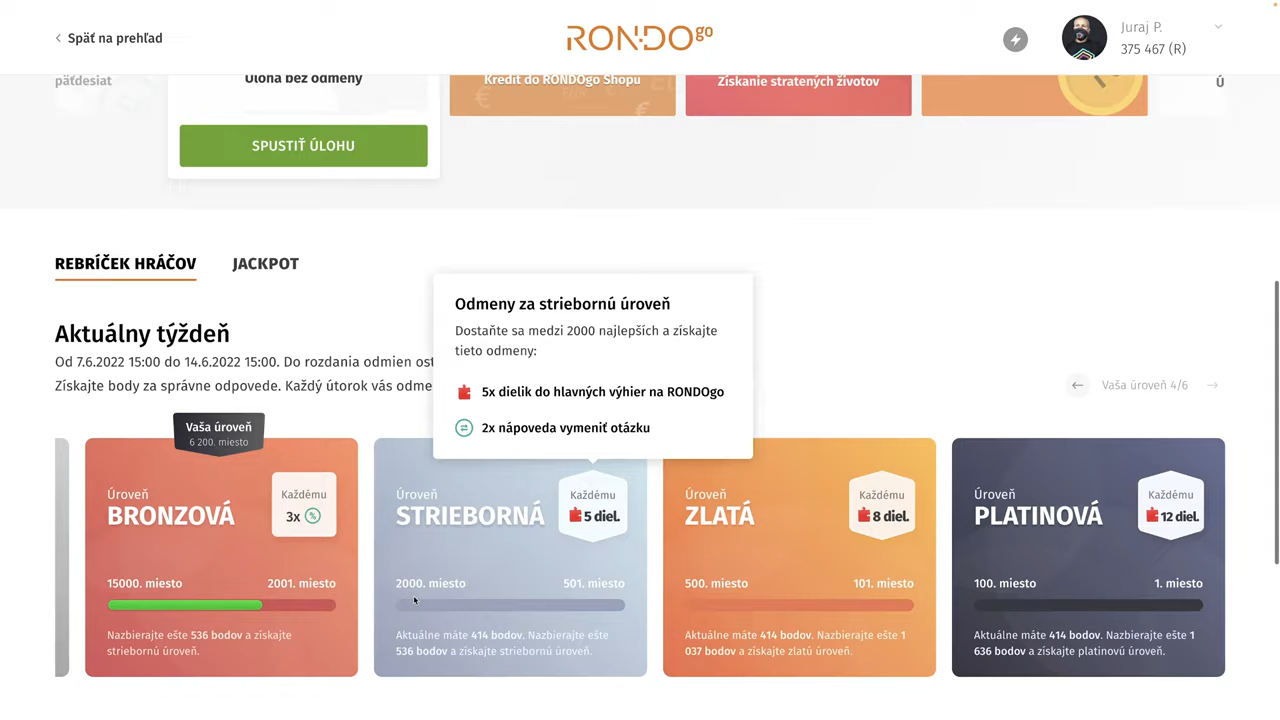 Späť na prehľad
RONDOgo
Juraj P.
375 467 (R)
päťdesiat
Úloha bez odmeny
SPUSTIŤ ÚLOHU
Kredit do RONDOgo Shopu
Získanie stratených životov
Ú
REBRÍČEK HRÁČOV
JACKPOT
Aktuálny týždeň
Od 7.6.2022 15:00 do 14.6.2022 15:00. Do rozdania odmien ost
Získajte body za správne odpovede. Každý útorok vás odme
Odmeny za striebornú úroveň
Dostaňte sa medzi 2000 najlepších a získajte
tieto odmeny:
5x dielik do hlavných výhier na RONDOgo
2x nápoveda vymeniť otázku
Vaša úroveň 4/6
Vaša úroveň
6 200. miesto
Úroveň
BRONZOVÁ
Každému
3x
15000. miesto
2001. miesto
Nazbierajte ešte 536 bodov a získajte
striebornú úroveň.
Úroveň
STRIEBORNÁ
Každému
5 diel.
2000. miesto
501. miesto
Aktuálne máte 414 bodov. Nazbierajte ešte
536 bodov a získajte striebornú úroveň.
Úroveň
ZLATÁ
Každému
8 diel.
500. miesto
101. miesto
Aktuálne máte 414 bodov. Nazbierajte ešte 1
037 bodov a získajte zlatú úroveň.
Úroveň
PLATINOVÁ
Každému
12 diel.
100. miesto
1. miesto
Aktuálne máte 414 bodov. Nazbierajte ešte 1
636 bodov a získajte platinovú úroveň.